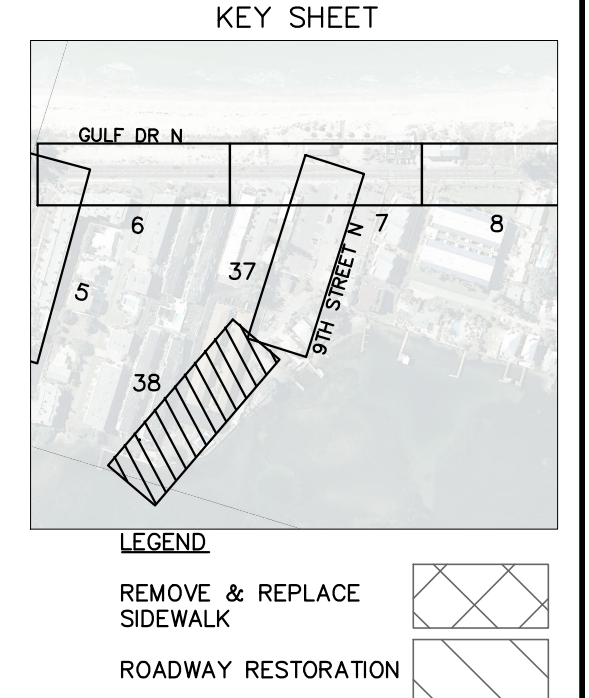 KEY SHEET
GULF DR N
6
7
8
37
9TH STREET N
5
38
LEGEND
REMOVE & REPLACE
SIDEWALK
ROADWAY RESTORATION